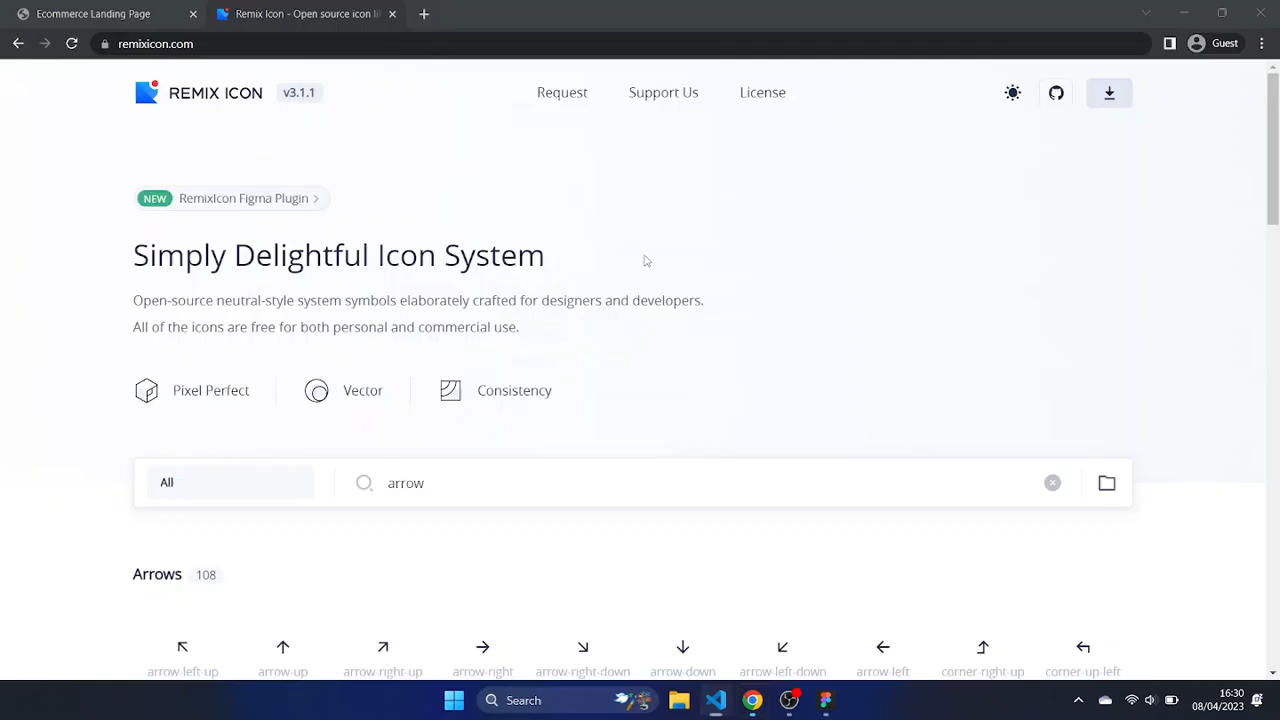 Ecommerce Landing Page
Remix Icon - Open source icon li
remixicon.com
Guest
REMIX ICON
v3.1.1
Request
Support Us
License
NEW
RemixIcon Figma Plugin
Simply Delightful Icon System
Open-source neutral-style system symbols elaborately crafted for designers and developers.
All of the icons are free for both personal and commercial use.
Pixel Perfect
Vector
Consistency
All
arrow
Arrows 108
arrow-left-up
arrow-up
arrow-right-up
arrow-right
arrow-right-down
arrow-down
arrow-left-down
arrow-left
corner-right-up
corner-up-left
Search
16:30
08/04/2023